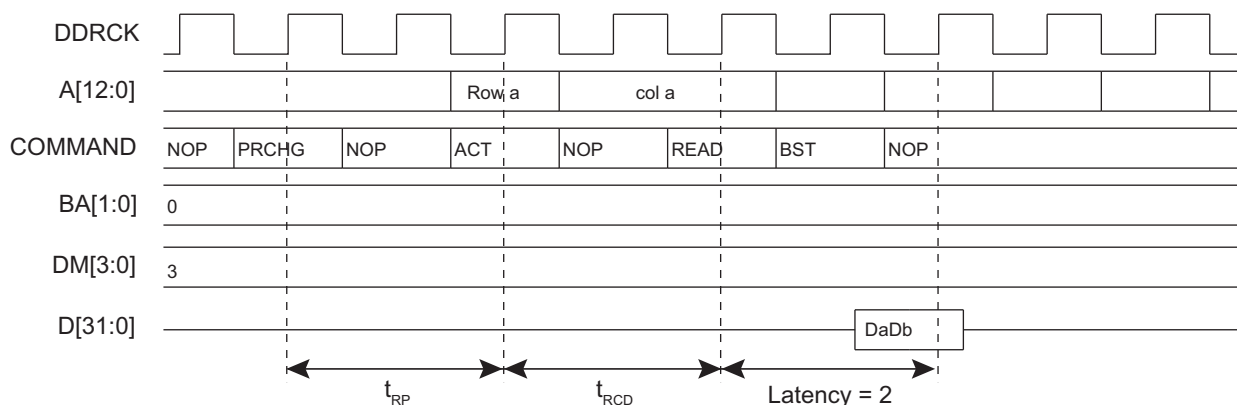 DDRCK
A[12:0] Row a col a
COMMAND NOP PRCHG NOP ACT NOP READ BST NOP
BA[1:0] 0
DM[3:0] 3
D[31:0] DaDb
tRP tRCD Latency = 2